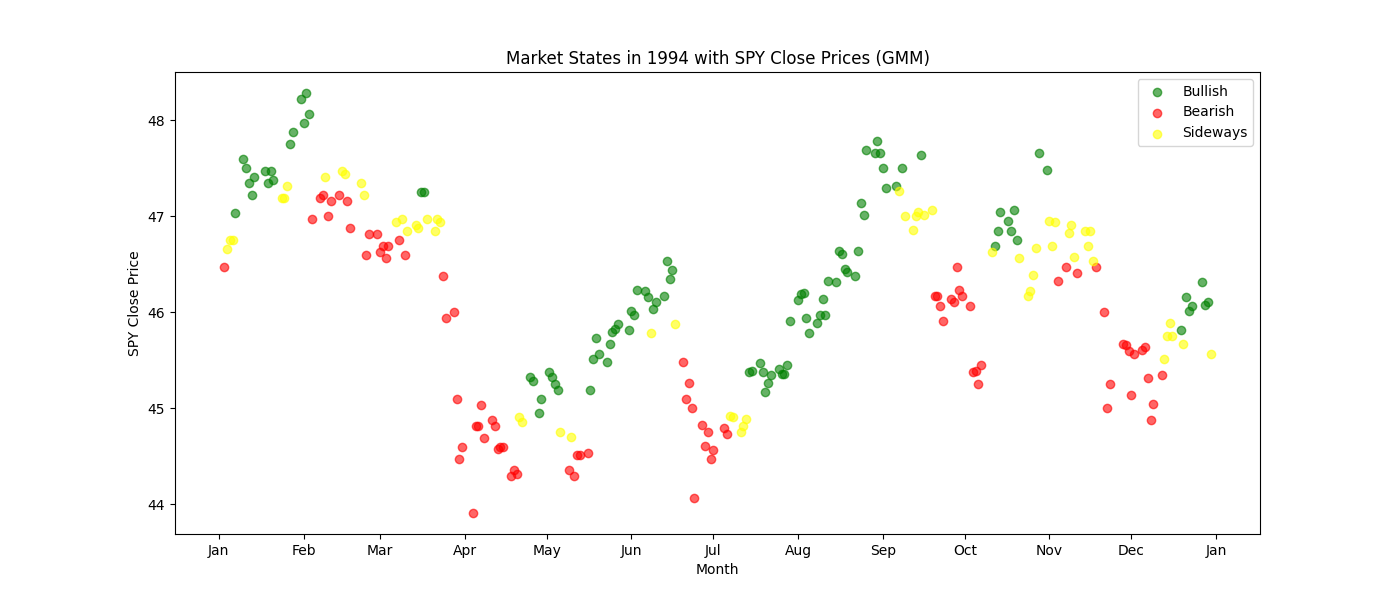 Market States in 1994 with SPY Close Prices (GMM)
Bullish
Bearish
Sideways
SPY Close Price
48
47
46
45
44
Jan Feb Mar Apr May Jun Jul Aug Sep Oct Nov Dec Jan
Month